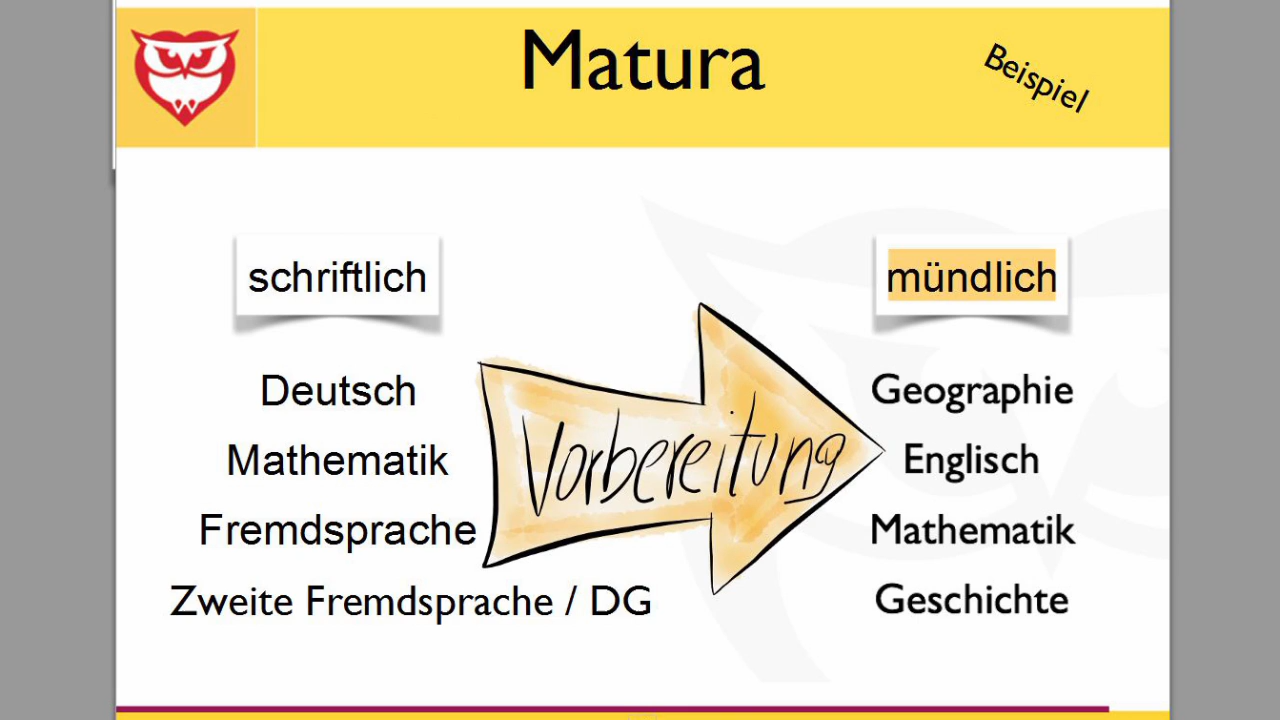 Matura
Beispiel
schriftlich
Deutsch
Mathematik
Fremdsprache
Zweite Fremdsprache / DG
Vorbereitung
mündlich
Geographie
Englisch
Mathematik
Geschichte